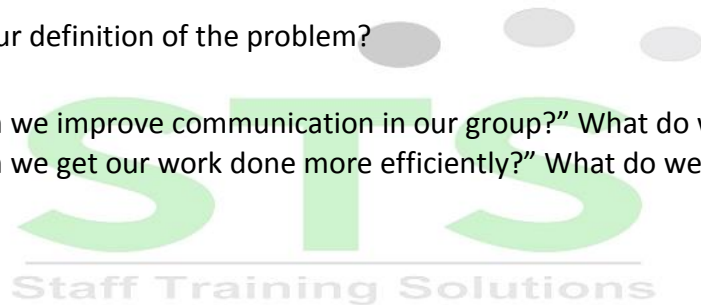 ur definition of the problem?
we improve communication in our group?” What do
we get our work done more efficiently?” What do we
STS
Staff Training Solutions